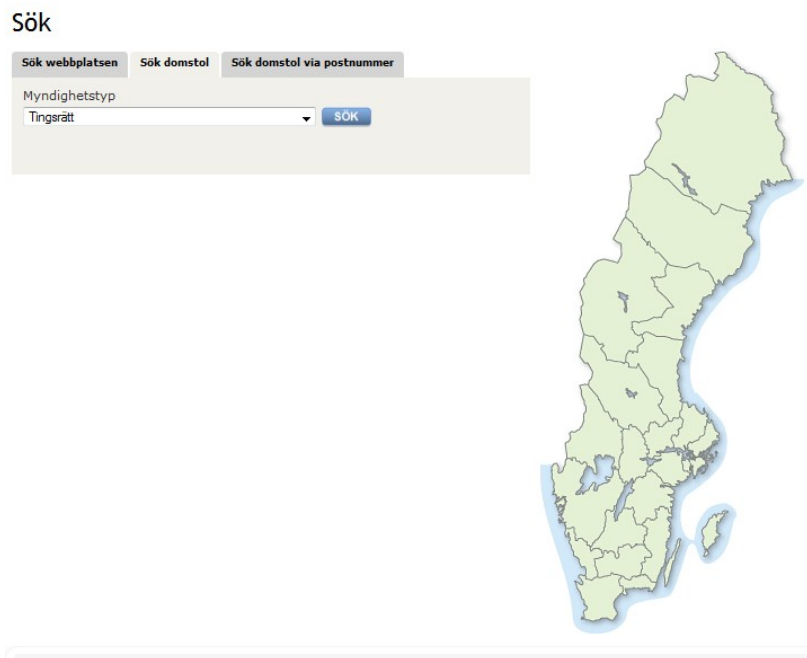 Sök
Sök webbplatsen Sök domstol Sök domstol via postnummer
Myndighetstyp
Tingsrätt SÖK